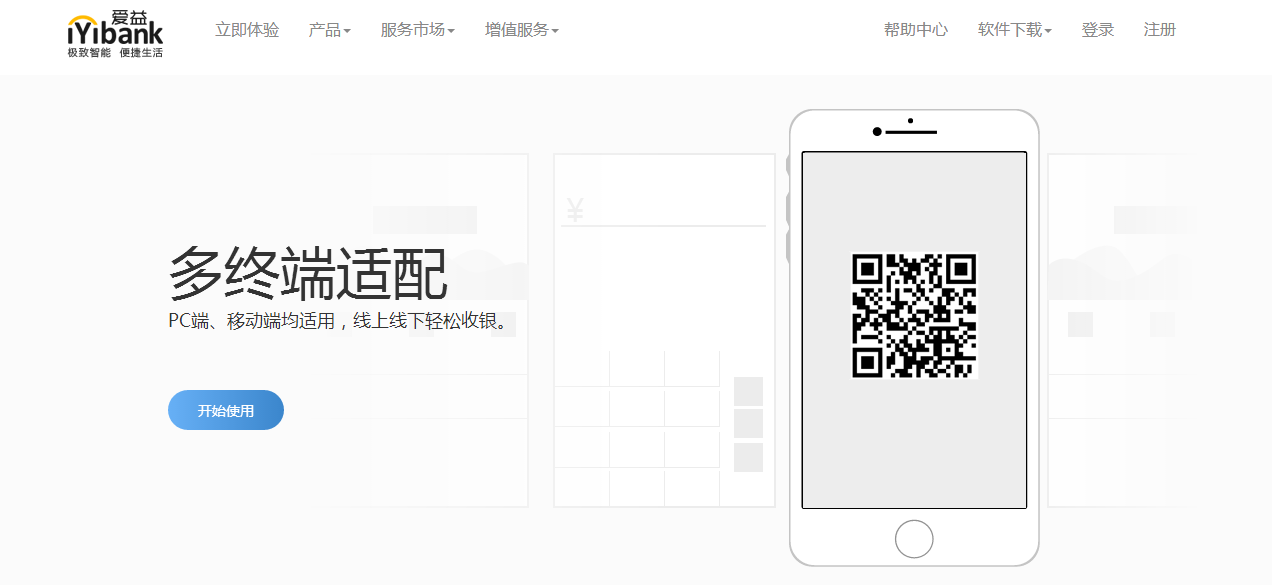 爱益
iYibank
极致智能 便捷生活
立即体验 产品 服务市场 增值服务 帮助中心 软件下载 登录 注册
¥
多终端适配
PC端、移动端均适用，线上线下轻松收银。
开始使用